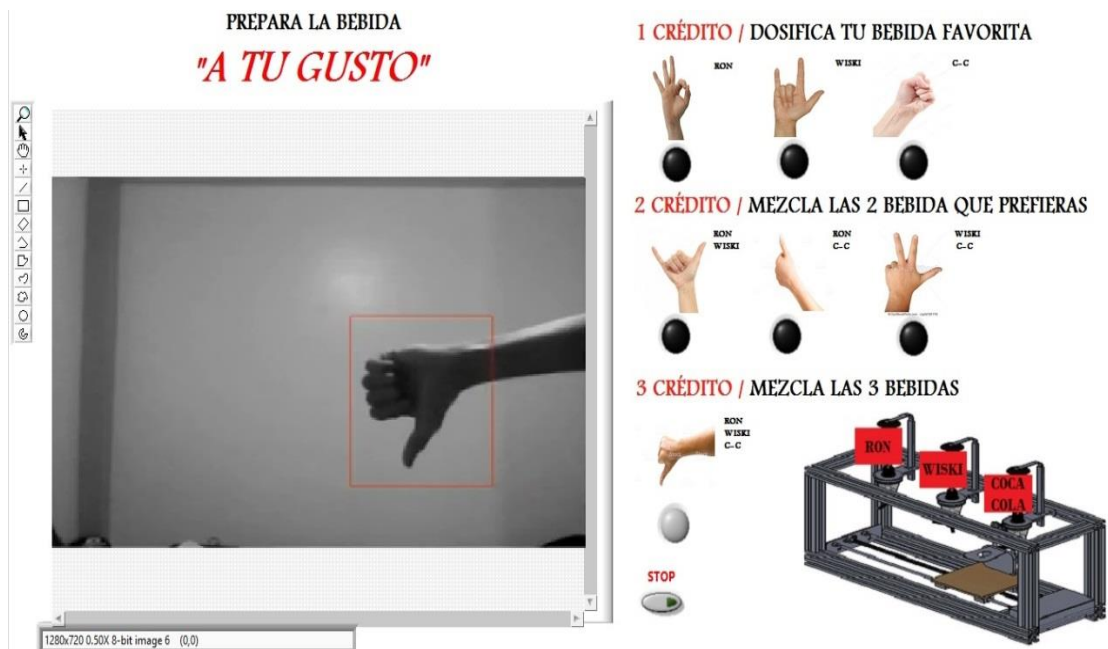 PREPARA LA BEBIDA
"A TU GUSTO"
1280x720 0.50X 8-bit image 6 (0,0)
1 CRÉDITO / DOSIFICA TU BEBIDA FAVORITA
RON
WISKI
C-C
2 CRÉDITO / MEZCLA LAS 2 BEBIDA QUE PREFIERAS
RON
WISKI
RON
C-C
WISKI
C-C
3 CRÉDITO / MEZCLA LAS 3 BEBIDAS
RON
WISKI
C-C
RON
WISKI
COCA
COLA
STOP